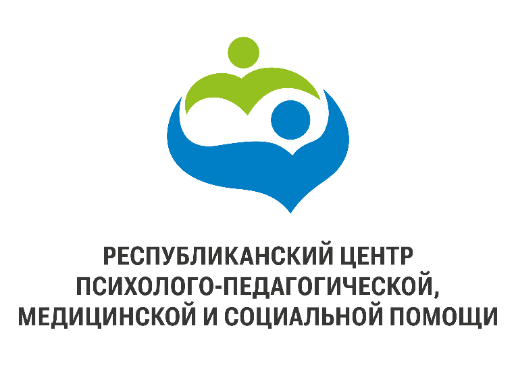 РЕСПУБЛИКАНСКИЙ ЦЕНТР
ПСИХОЛОГО-ПЕДАГОГИЧЕСКОЙ,
МЕДИЦИНСКОЙ И СОЦИАЛЬНОЙ ПОМОЩИ